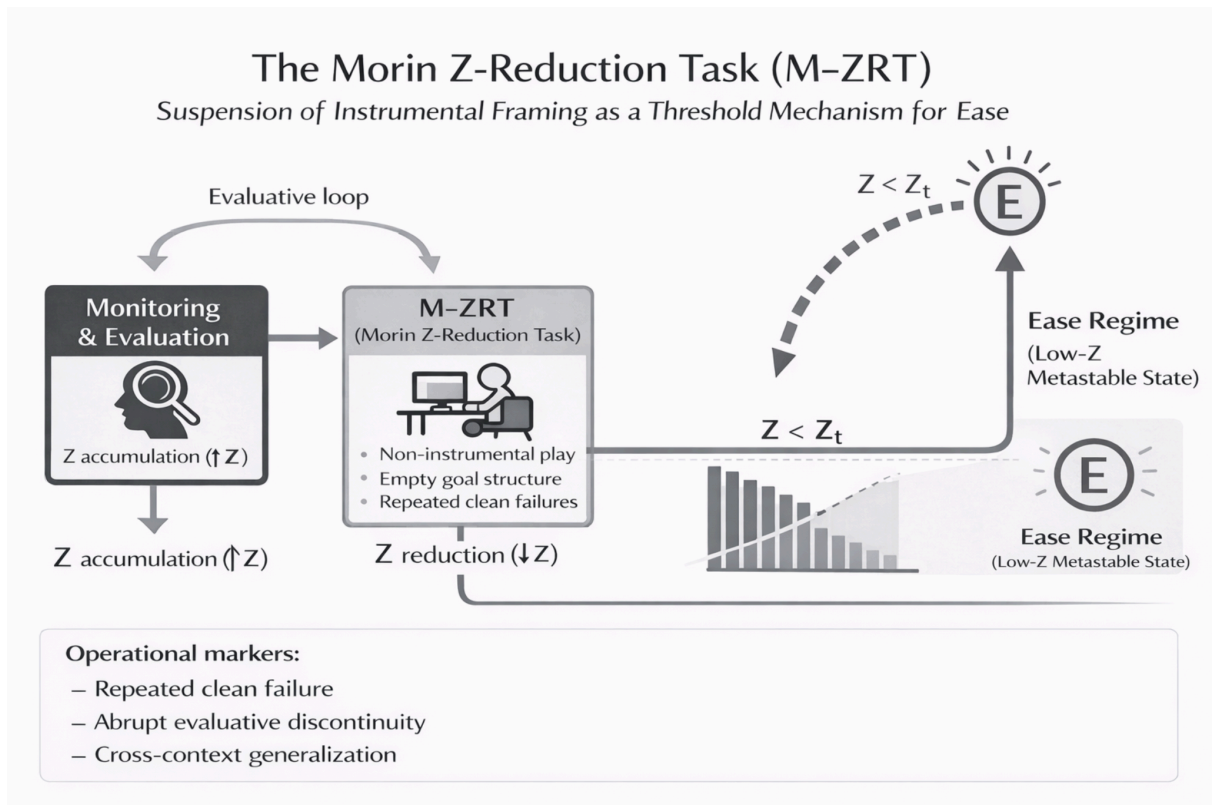 The Morin Z-Reduction Task (M–ZRT)
Suspension of Instrumental Framing as a Threshold Mechanism for Ease
Evaluative loop
Monitoring
& Evaluation
Z accumulation (↑ Z)
Z accumulation (↑ Z)
M–ZRT
(Morin Z-Reduction Task)
• Non-instrumental play
• Empty goal structure
• Repeated clean failures
Z reduction (↓ Z)
Z < Zt
E
Ease Regime
(Low-Z
Metastable State)
Z < Zt
E
Ease Regime
(Low-Z Metastable State)
Operational markers:
– Repeated clean failure
– Abrupt evaluative discontinuity
– Cross-context generalization